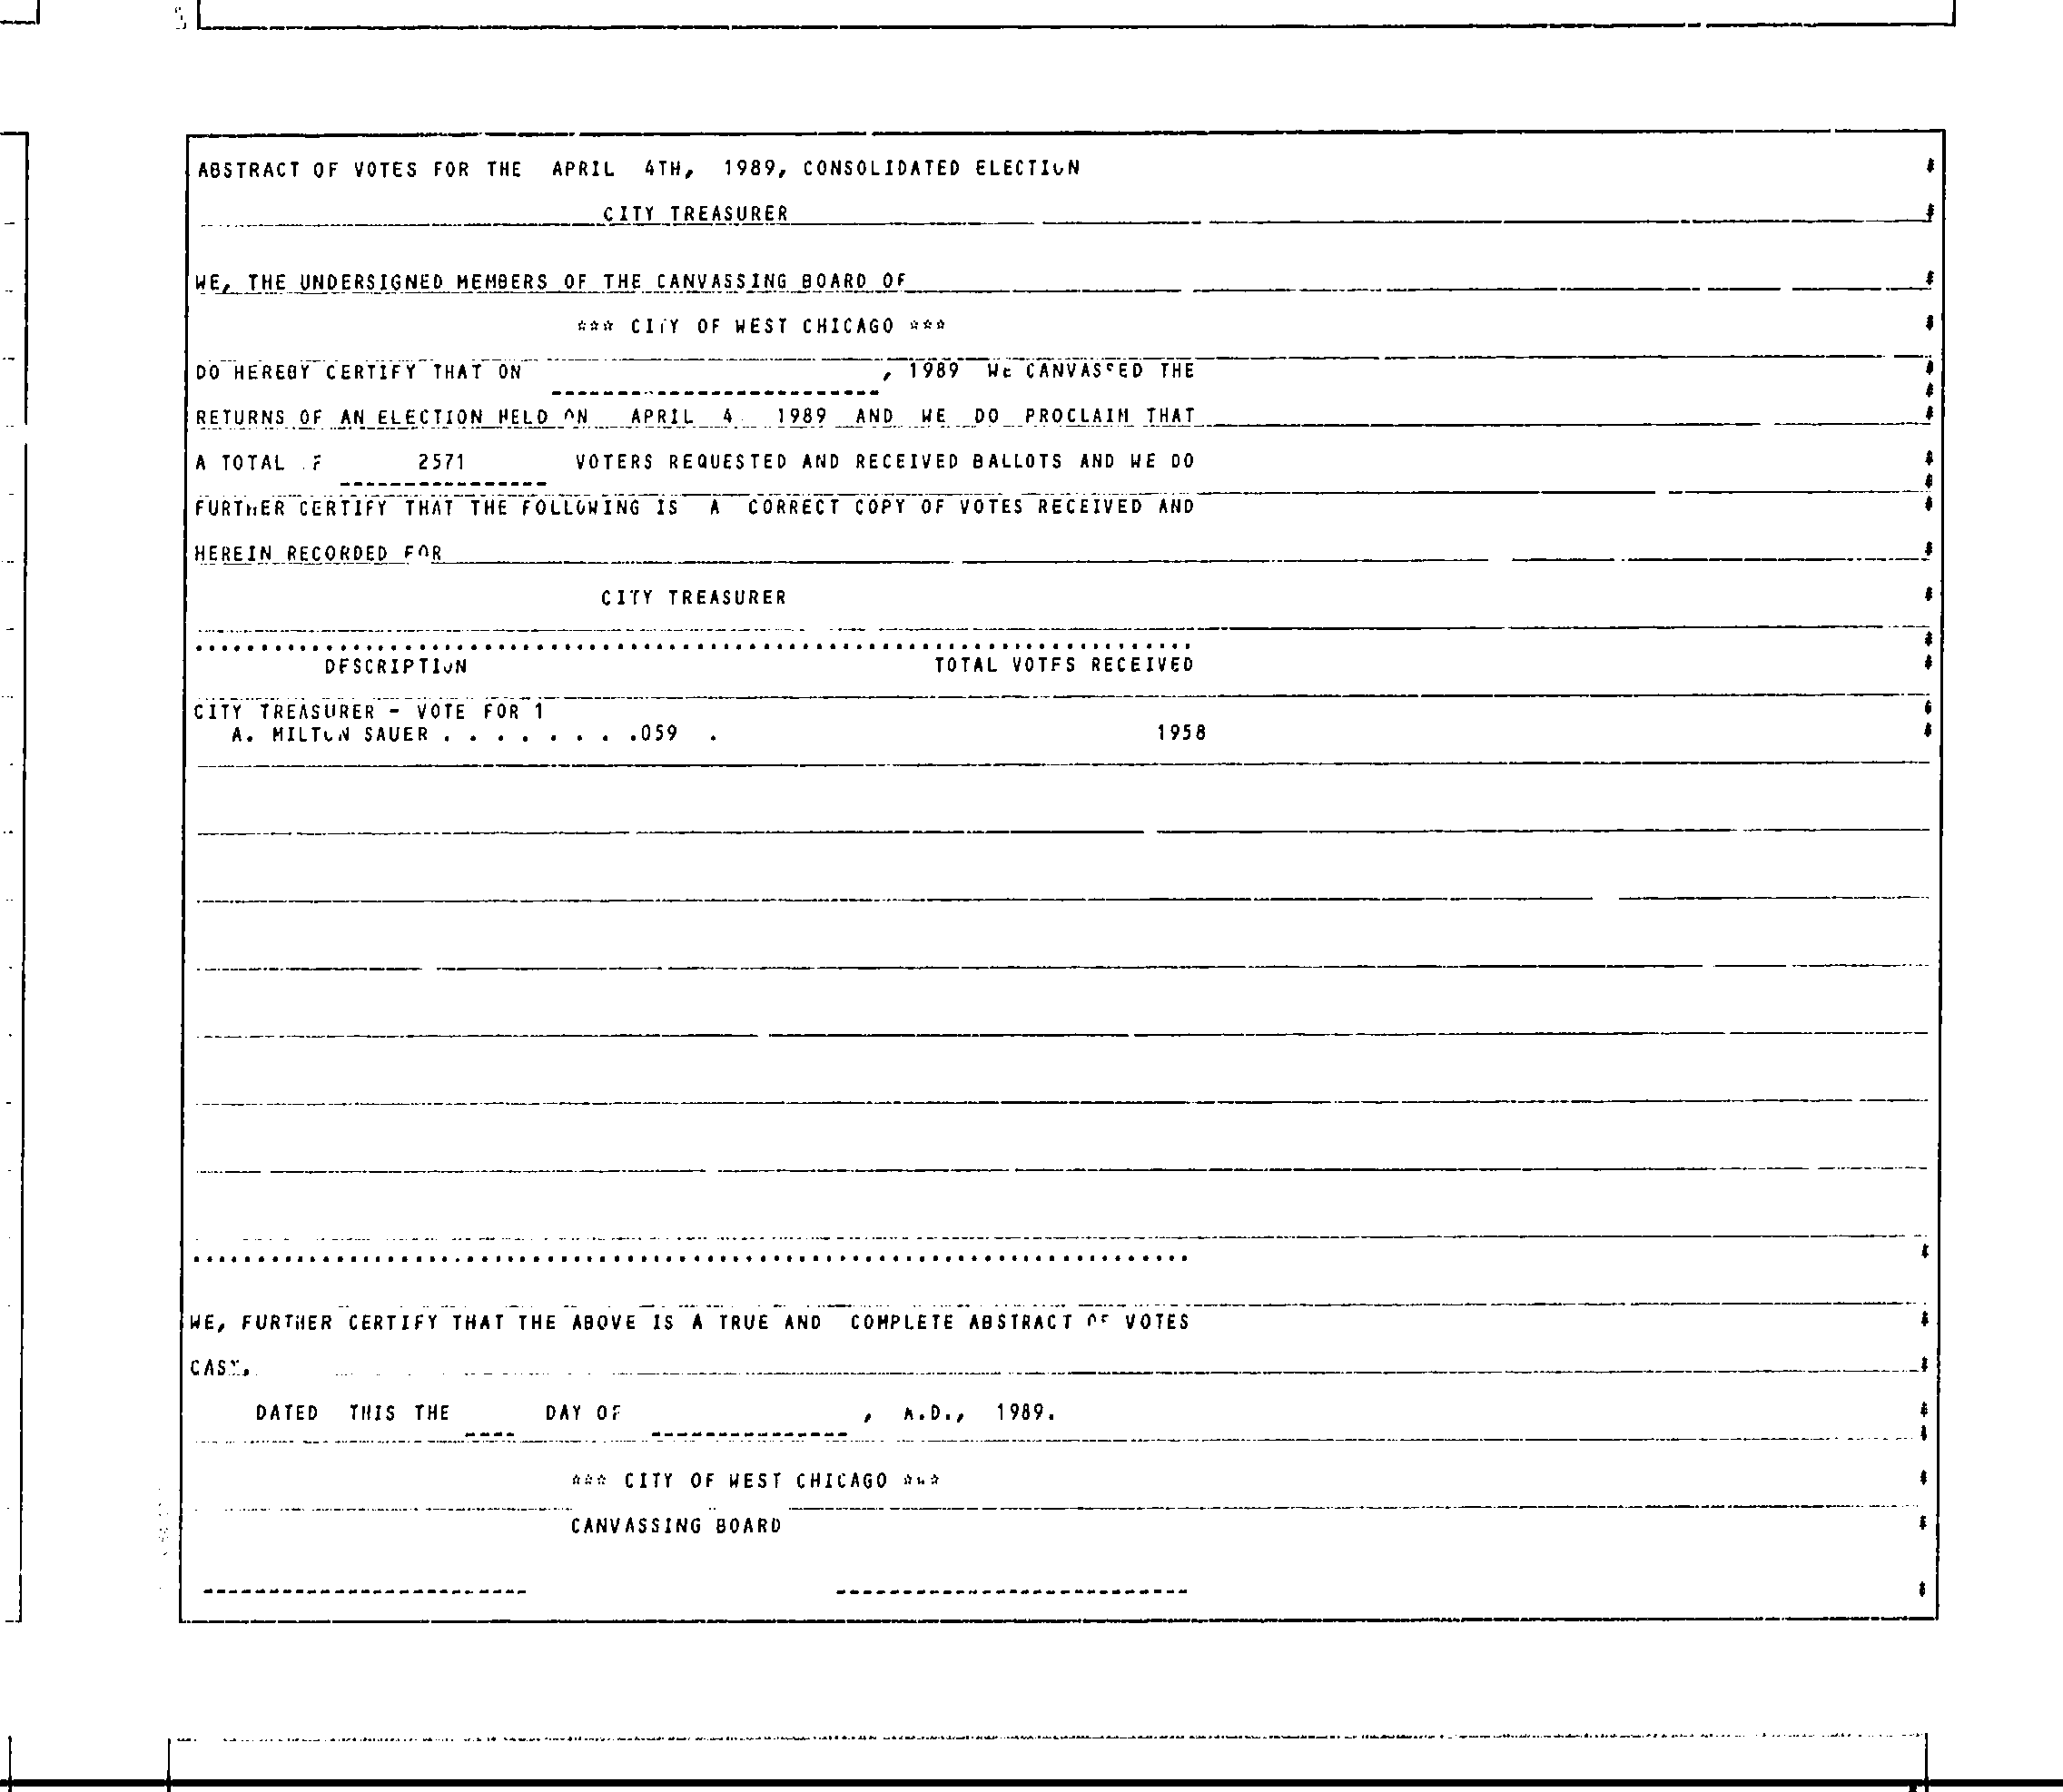 ABSTRACT OF VOTES FOR THE APRIL 4TH, 1989, CONSOLIDATED ELECTION
CITY TREASURER
WE, THE UNDERSIGNED MEMBERS OF THE CANVASSING BOARD OF
*** CITY OF WEST CHICAGO ***
DO HEREBY CERTIFY THAT ON , 1989 WE CANVASSED THE
RETURNS OF AN ELECTION HELD ON APRIL 4 1989 AND WE DO PROCLAIM THAT
A TOTAL OF 2571 VOTERS REQUESTED AND RECEIVED BALLOTS AND WE DO
FURTHER CERTIFY THAT THE FOLLOWING IS A CORRECT COPY OF VOTES RECEIVED AND
HEREIN RECORDED FOR
CITY TREASURER
DESCRIPTION TOTAL VOTES RECEIVED
CITY TREASURER - VOTE FOR 1
A. MILTON SAUER . . . . . . . .059 . 1958
WE, FURTHER CERTIFY THAT THE ABOVE IS A TRUE AND COMPLETE ABSTRACT OF VOTES
CAST.
DATED THIS THE DAY OF , A.D., 1989.
*** CITY OF WEST CHICAGO ***
CANVASSING BOARD